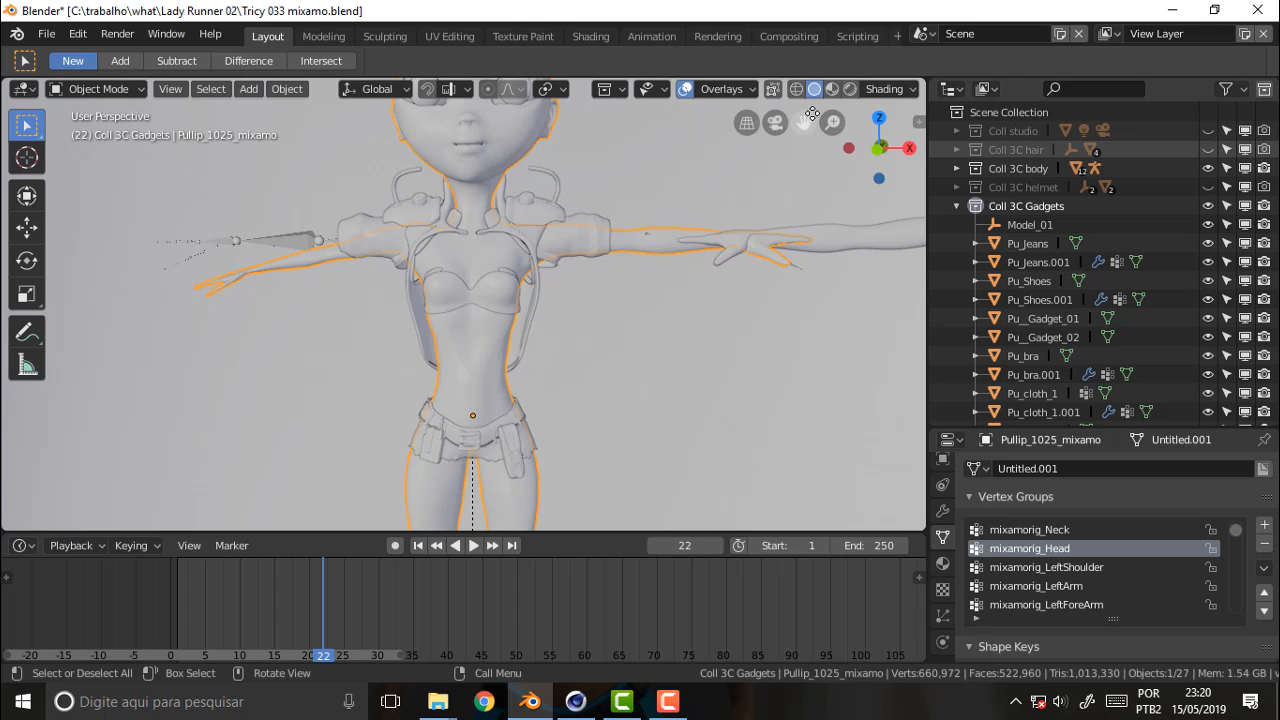 Blender* [C:\trabalho\what\Lady Runner 02\Tricy 033 mixamo.blend]
File Edit Render Window Help Layout Modeling Sculpting UV Editing Texture Paint Shading Animation Rendering Compositing Scripting + Scene View Layer
New Add Subtract Difference Intersect
Object Mode View Select Add Object Global Overlays Shading
User Perspective
(22) Coll 3C Gadgets | Pullip_1025_mixamo
Z
Y
X
Scene Collection
Coll studio
Coll 3C hair 4
Coll 3C body 12
Coll 3C helmet 2 2
Coll 3C Gadgets
Model_01
Pu_Jeans
Pu_Jeans.001
Pu_Shoes
Pu_Shoes.001
Pu__Gadget_01
Pu__Gadget_02
Pu_bra
Pu_bra.001
Pu_cloth_1
Pu_cloth_1.001
Pullip_1025_mixamo Untitled.001
Untitled.001
Vertex Groups
mixamorig_Neck
mixamorig_Head
mixamorig_LeftShoulder
mixamorig_LeftArm
mixamorig_LeftForeArm
Shape Keys
Playback Keying View Marker 22 Start: 1 End: 250
-20 -15 -10 -5 0 5 10 15 20 22 25 30 35 40 45 50 55 60 65 70 75 80 85 90 95 100 105
Select or Deselect All Box Select Rotate View Call Menu Coll 3C Gadgets | Pullip_1025_mixamo | Verts:660,972 | Faces:522,960 | Tris:1,013,330 | Objects:1/27 | Mem: 1.54 GB | v
Digite aqui para pesquisar
POR
PTB2
23:20
15/05/2019